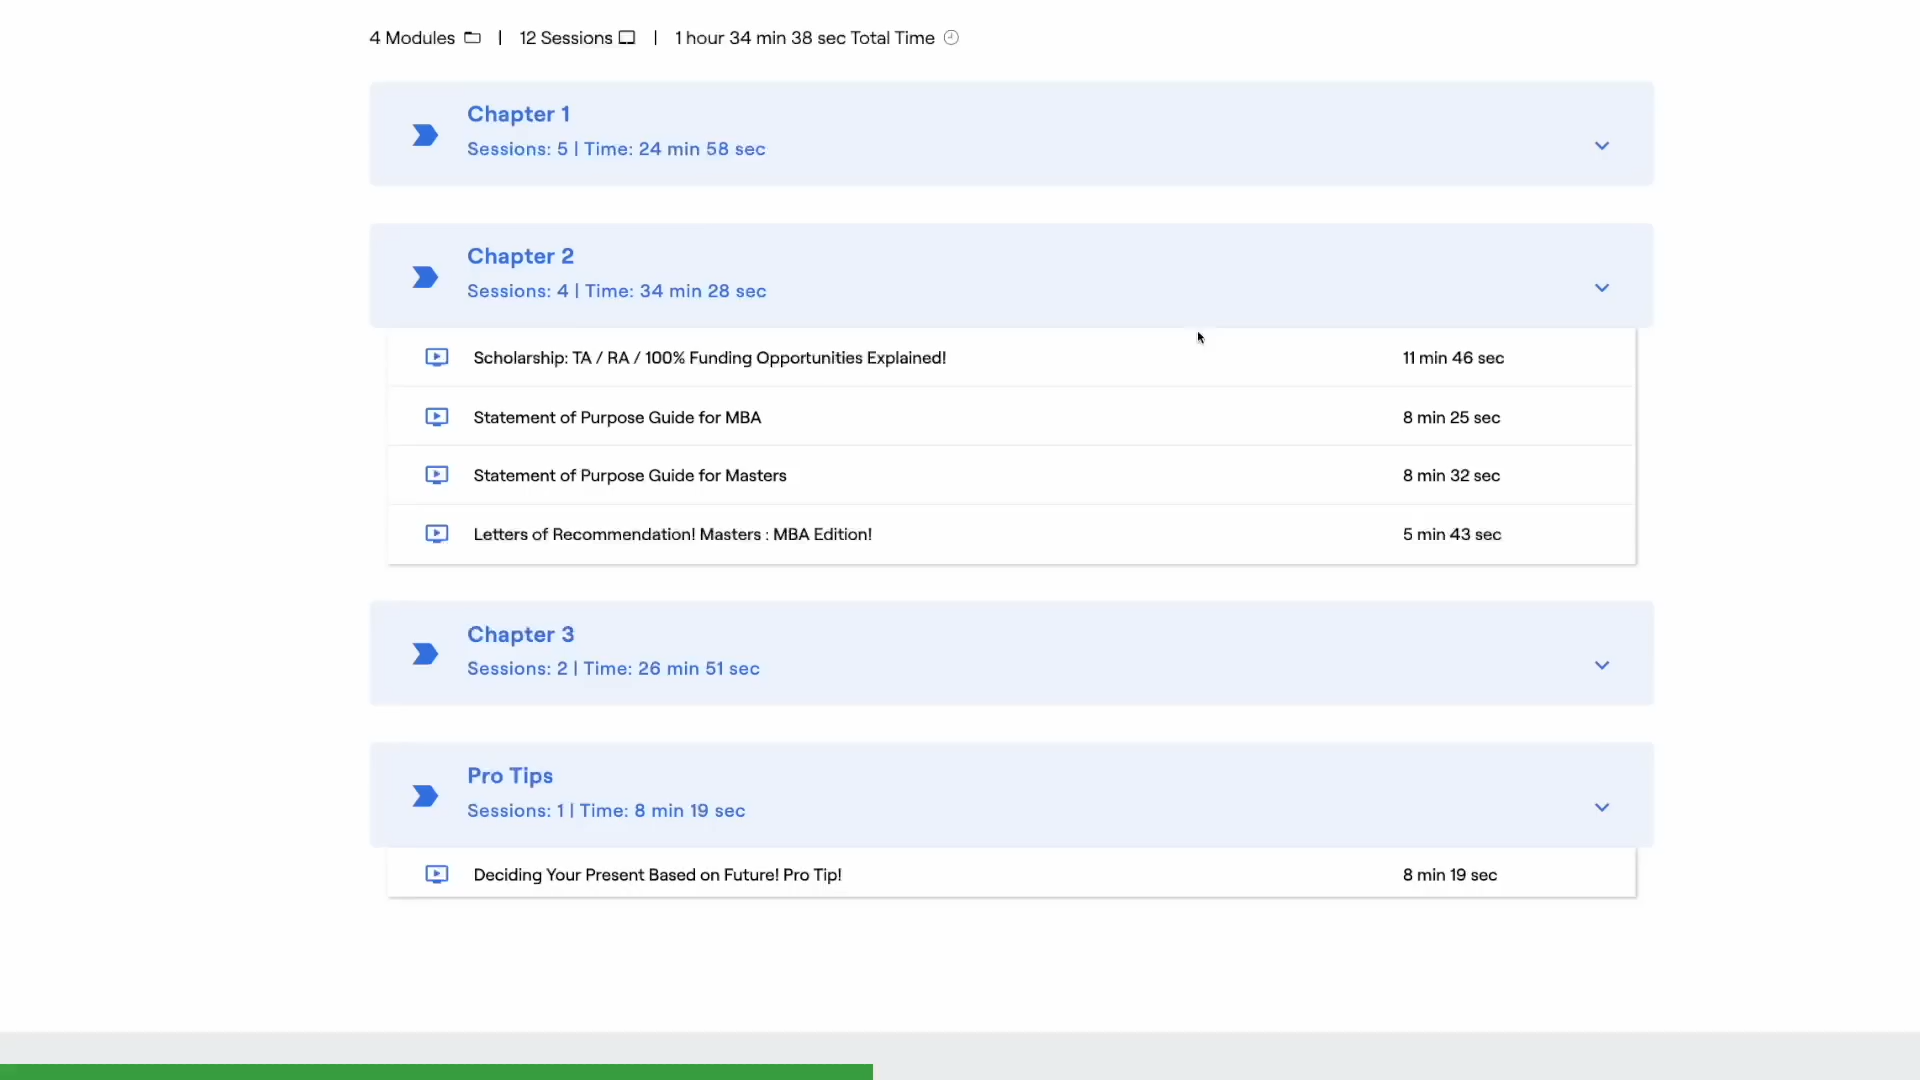 4 Modules | 12 Sessions | 1 hour 34 min 38 sec Total Time
Chapter 1
Sessions: 5 | Time: 24 min 58 sec
Chapter 2
Sessions: 4 | Time: 34 min 28 sec
Scholarship: TA / RA / 100% Funding Opportunities Explained! 11 min 46 sec
Statement of Purpose Guide for MBA 8 min 25 sec
Statement of Purpose Guide for Masters 8 min 32 sec
Letters of Recommendation! Masters : MBA Edition! 5 min 43 sec
Chapter 3
Sessions: 2 | Time: 26 min 51 sec
Pro Tips
Sessions: 1 | Time: 8 min 19 sec
Deciding Your Present Based on Future! Pro Tip! 8 min 19 sec